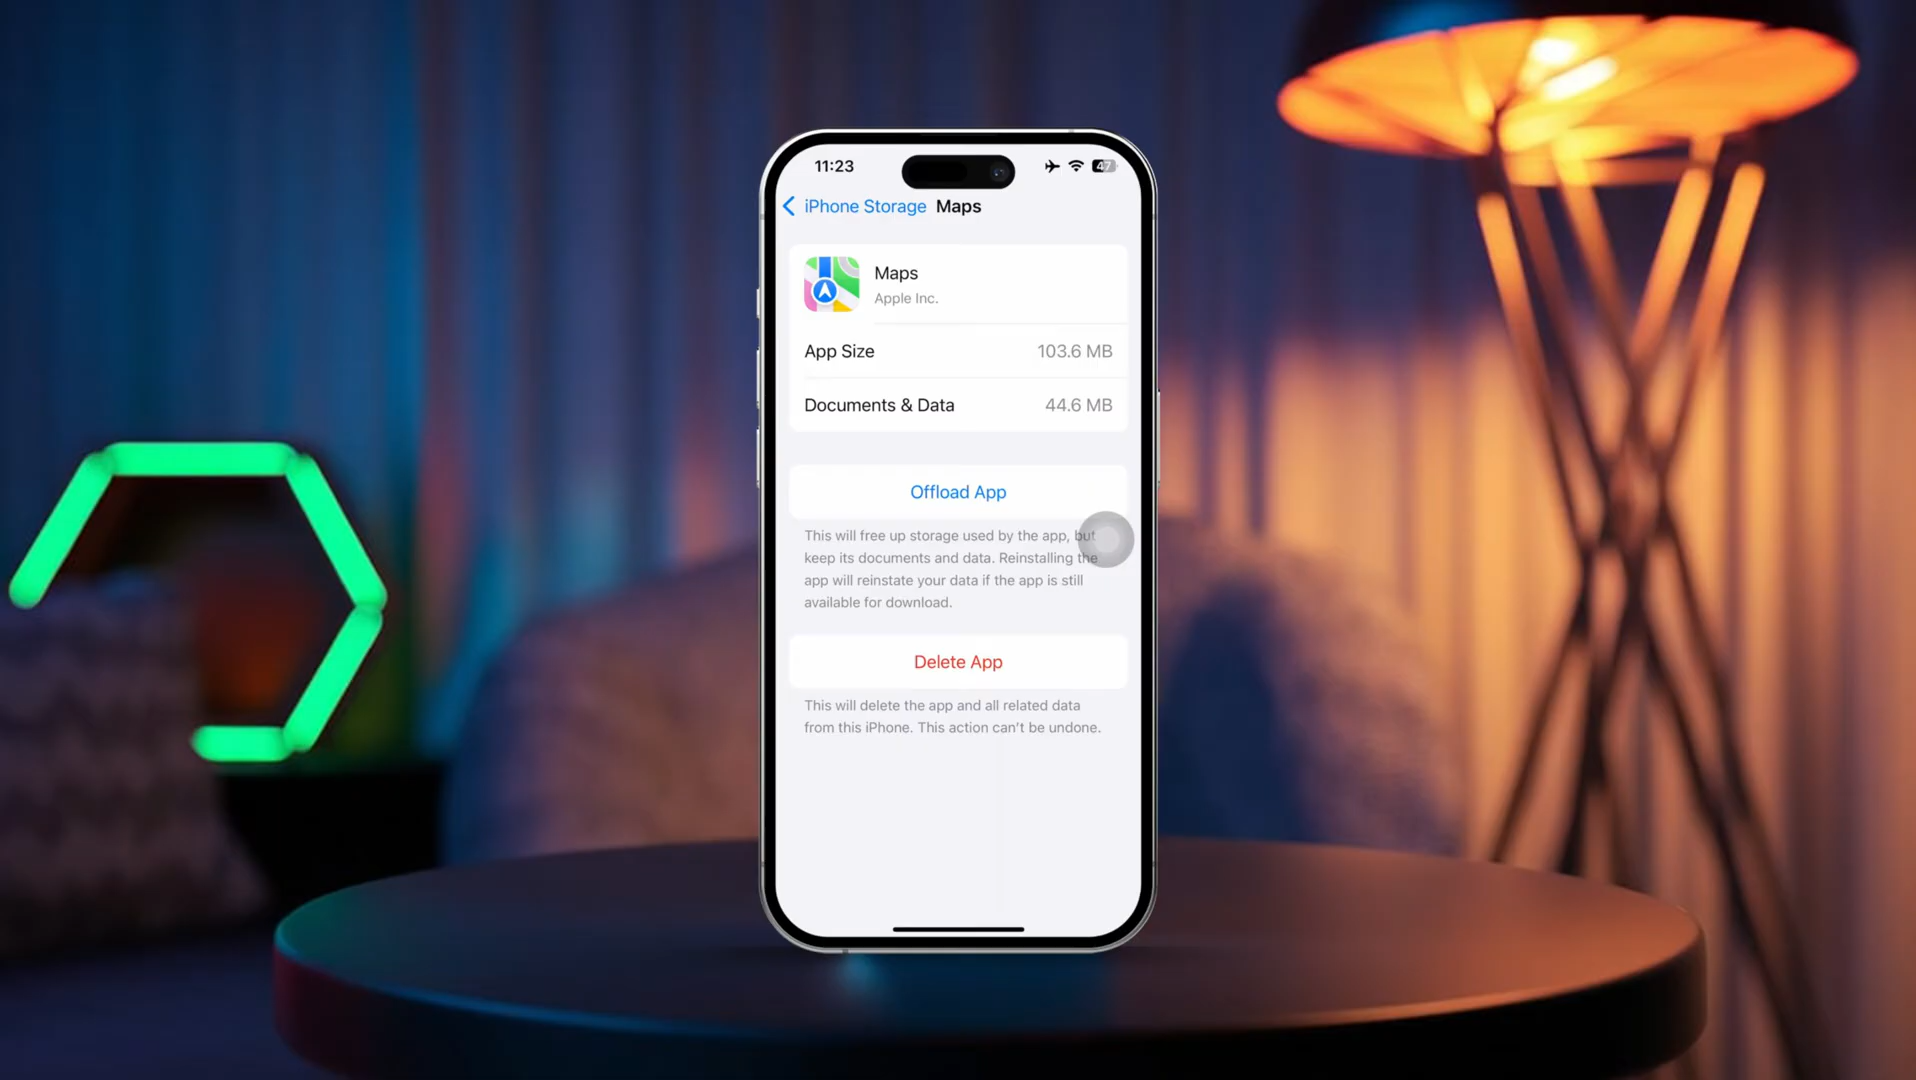 11:23
47
iPhone Storage Maps
Maps
Apple Inc.
App Size 103.6 MB
Documents & Data 44.6 MB
Offload App
This will free up storage used by the app, but
keep its documents and data. Reinstalling the
app will reinstate your data if the app is still
available for download.
Delete App
This will delete the app and all related data
from this iPhone. This action can't be undone.